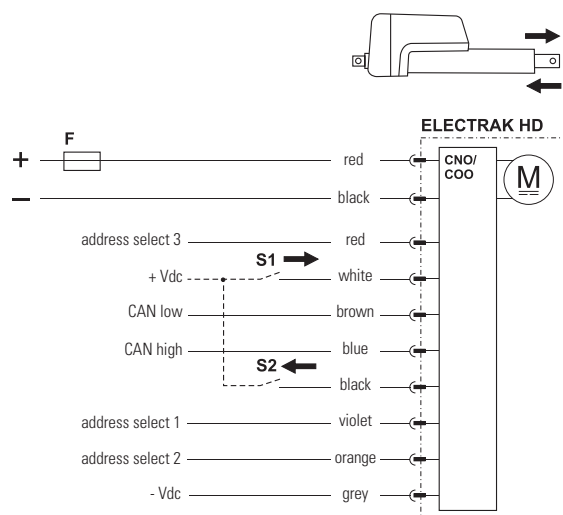 ELECTRAK HD
F
+ red CNO/
COO
M
– black
address select 3 red
S1
+ Vdc white
CAN low brown
CAN high blue
S2
black
address select 1 violet
address select 2 orange
- Vdc grey